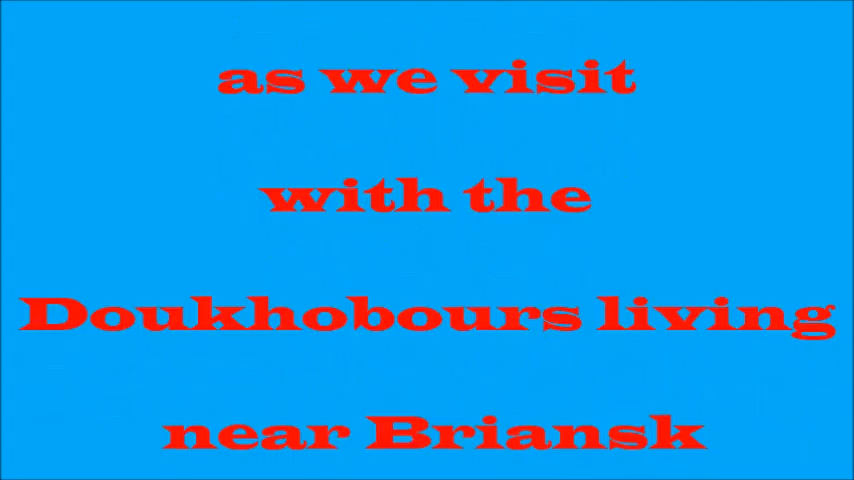 as we visit
with the
Doukhobours living
near Briansk